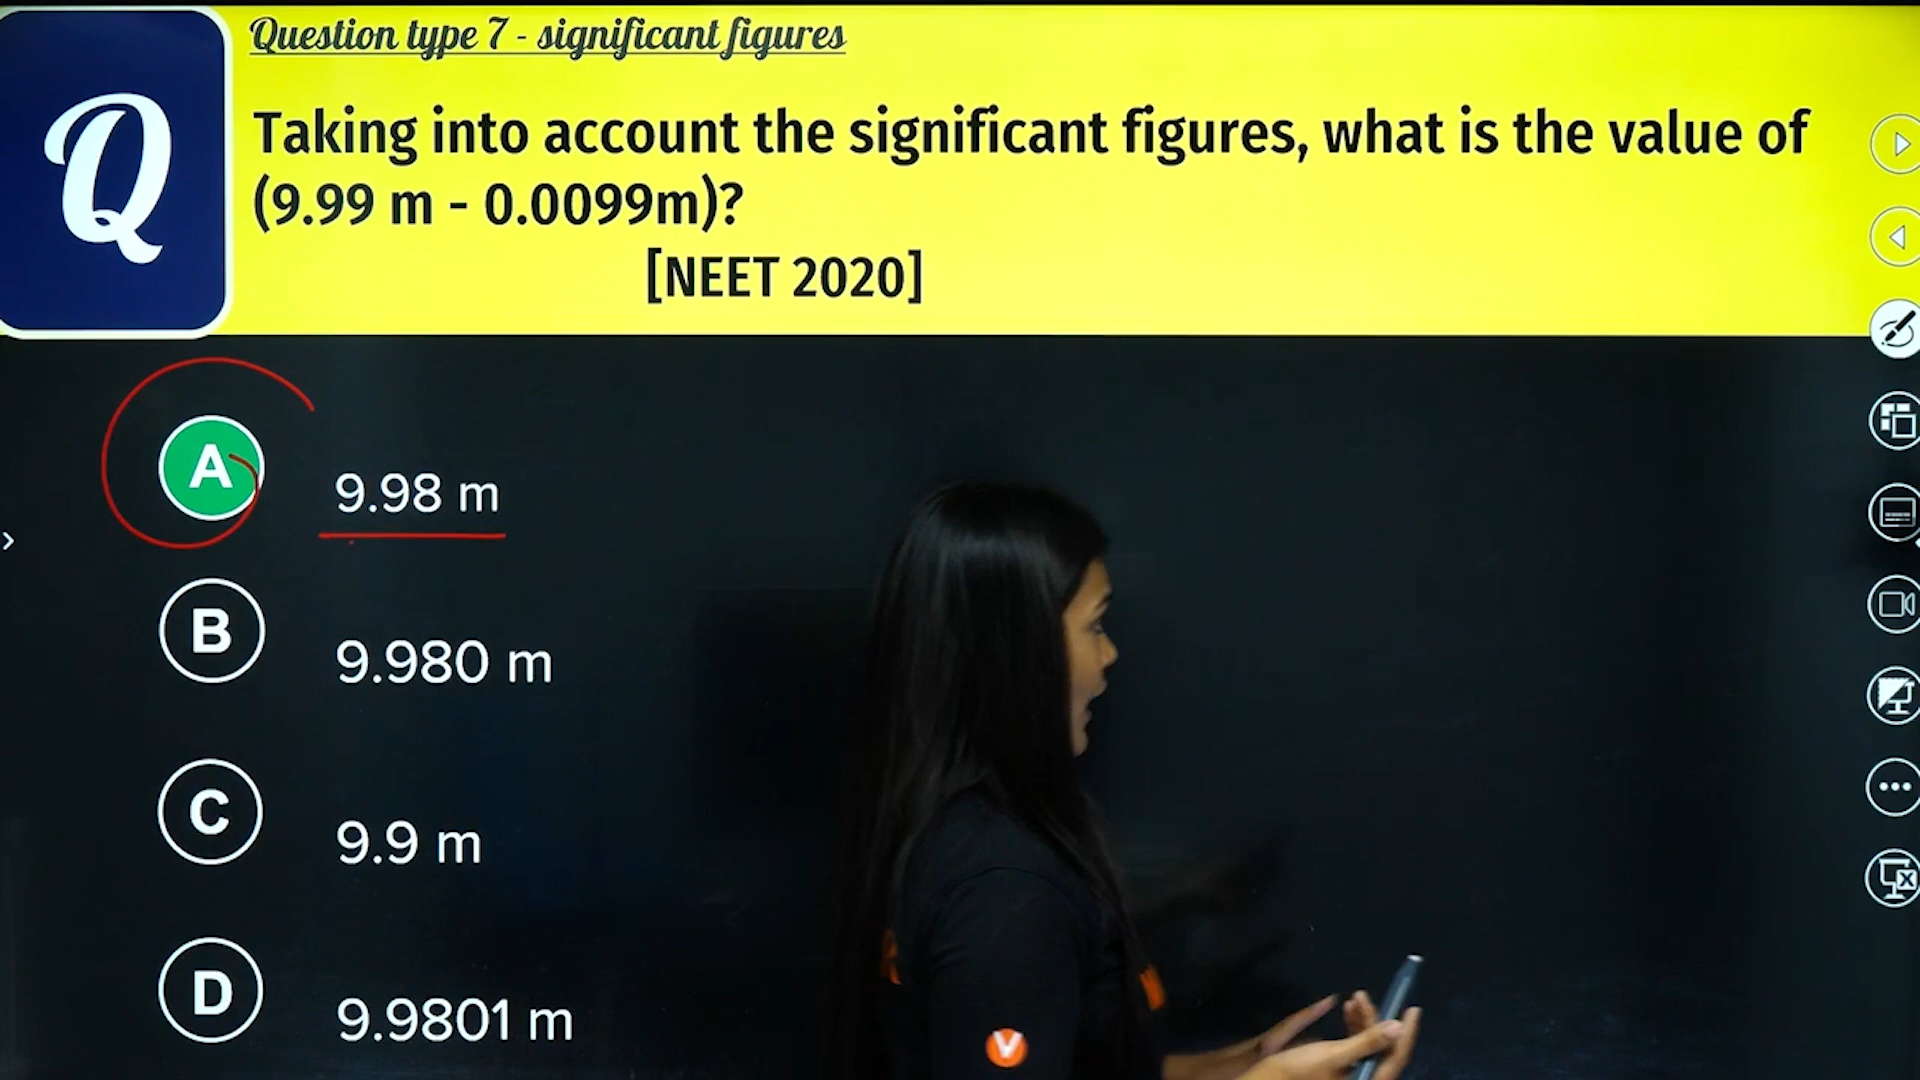 Question type 7 - significant figures
Q
Taking into account the significant figures, what is the value of
(9.99 m - 0.0099m)?
[NEET 2020]
A
9.98 m
B
9.980 m
C
9.9 m
D
9.9801 m
V